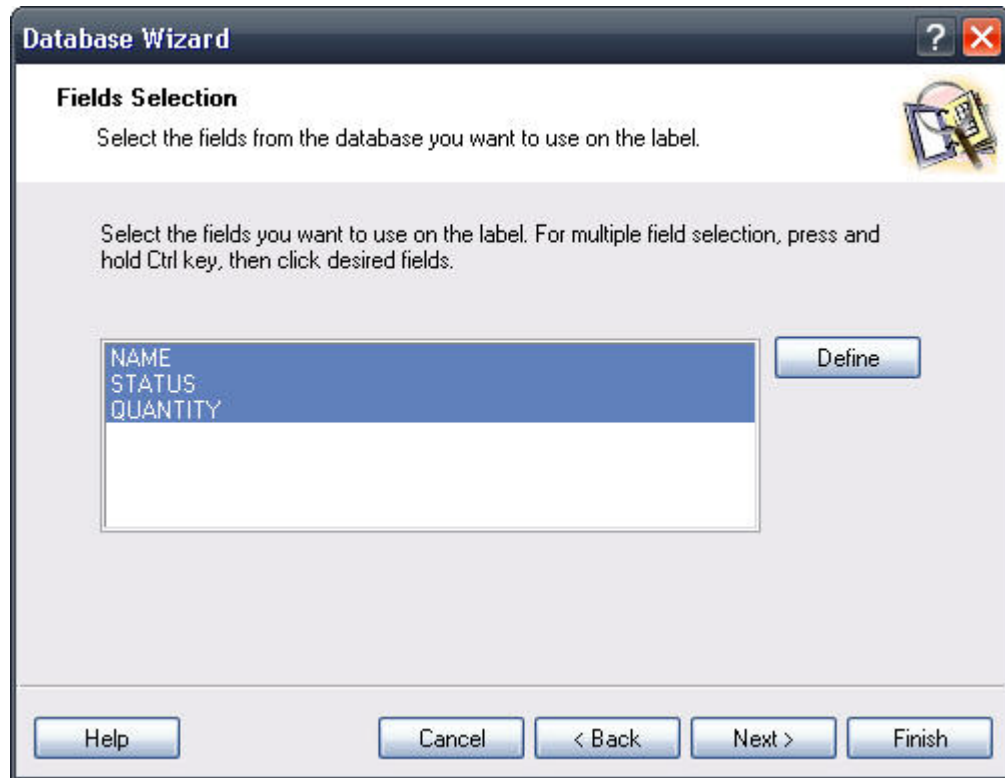 Database Wizard
?
Fields Selection
Select the fields from the database you want to use on the label.
Select the fields you want to use on the label. For multiple field selection, press and
hold Ctrl key, then click desired fields.
NAME
STATUS
QUANTITY
Define
Help
Cancel
< Back
Next >
Finish